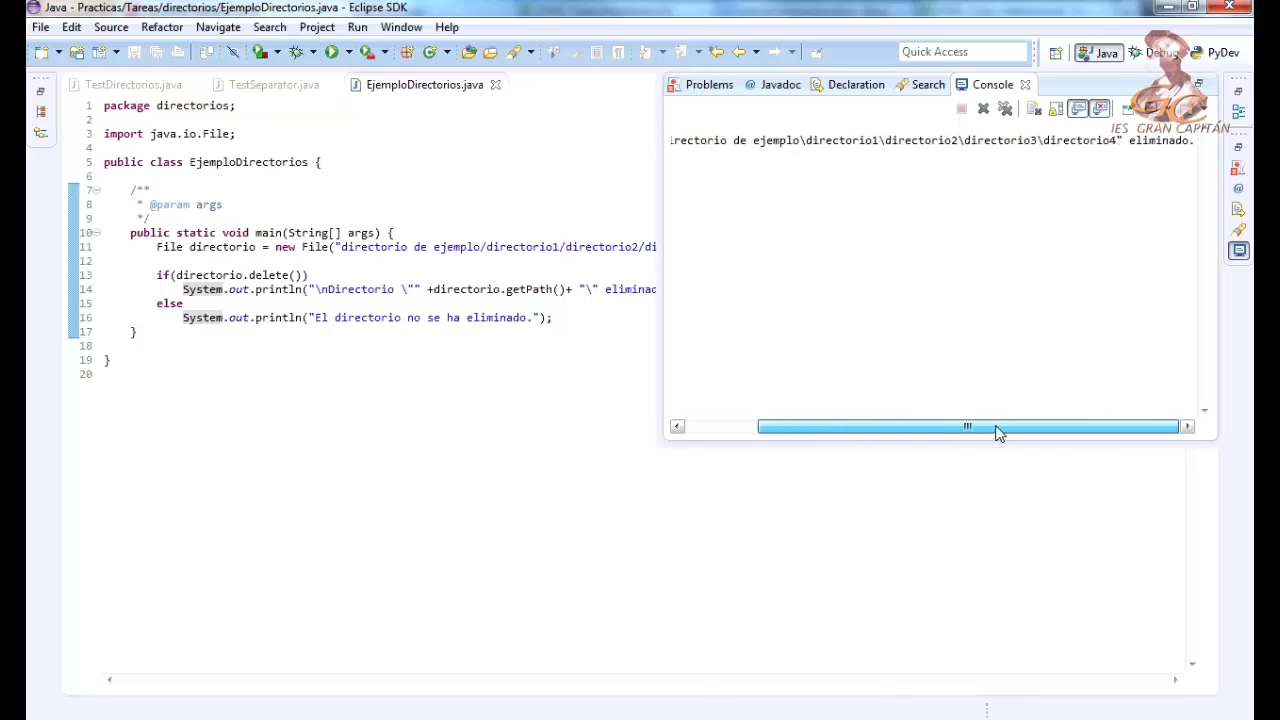 Java - Practicas/Tareas/directorios/EjemploDirectorios.java - Eclipse SDK
File Edit Source Refactor Navigate Search Project Run Window Help
Quick Access
Java
Debug
PyDev
TestDirectorios.java
TestSeparator.java
EjemploDirectorios.java
Problems
@ Javadoc
Declaration
Search
Console
IES GRAN CAPITÁN
1 package directorios;
2
3 import java.io.File;
4
5 public class EjemploDirectorios {
6
7 /**
8 * @param args
9 */
10 public static void main(String[] args) {
11 File directorio = new File("directorio de ejemplo/directorio1/directorio2/di
12
13 if(directorio.delete())
14 System.out.println("\nDirectorio \"" +directorio.getPath()+ "\" eliminad
15 else
16 System.out.println("El directorio no se ha eliminado.");
17 }
18
19 }
20
irectorio de ejemplo\directorio1\directorio2\directorio3\directorio4" eliminado.